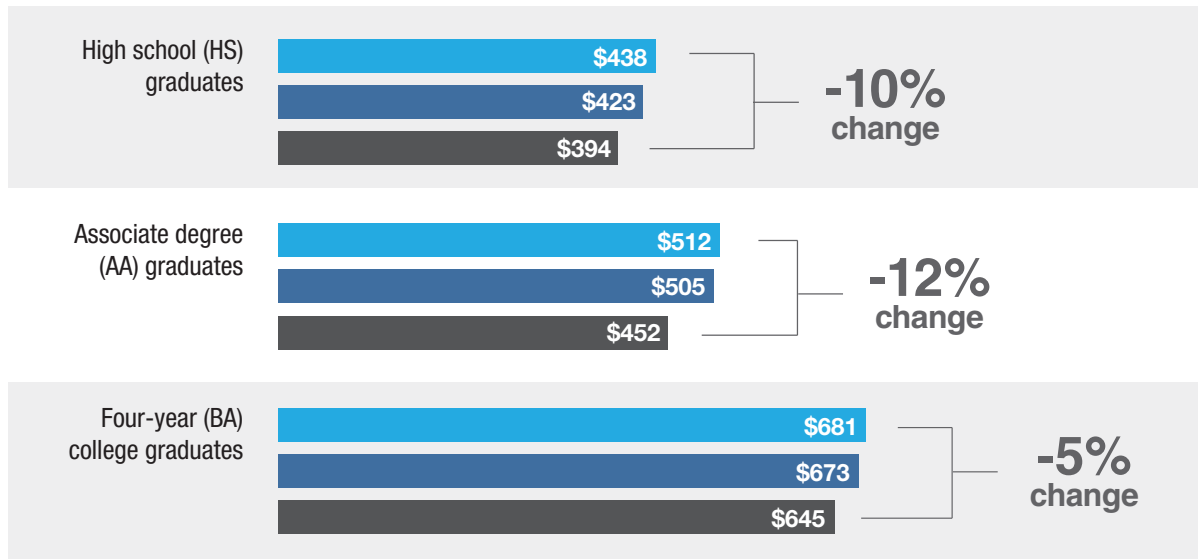 High school (HS)
graduates
$438
$423
$394
-10%
change
Associate degree
(AA) graduates
$512
$505
$452
-12%
change
Four-year (BA)
college graduates
$681
$673
$645
-5%
change